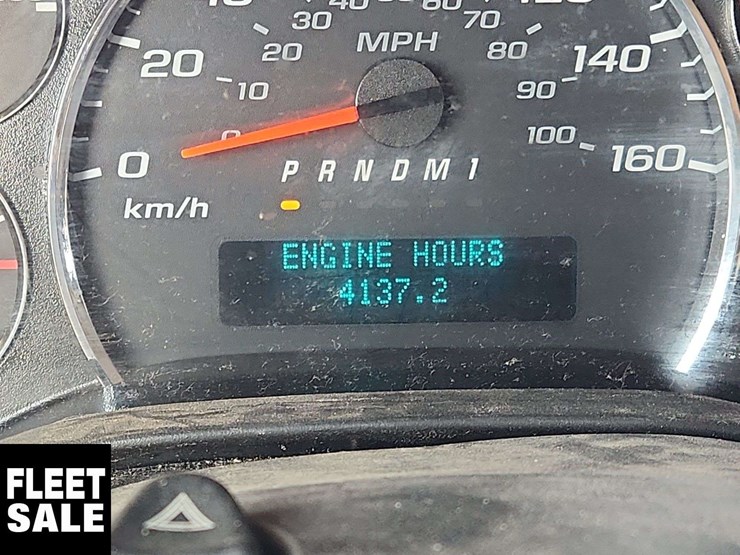 30 40 60 70
20 MPH 80
20 140
10 90
0 100
0 160
P R N D M 1
km/h
ENGINE HOURS
4137.2
FLEET
SALE